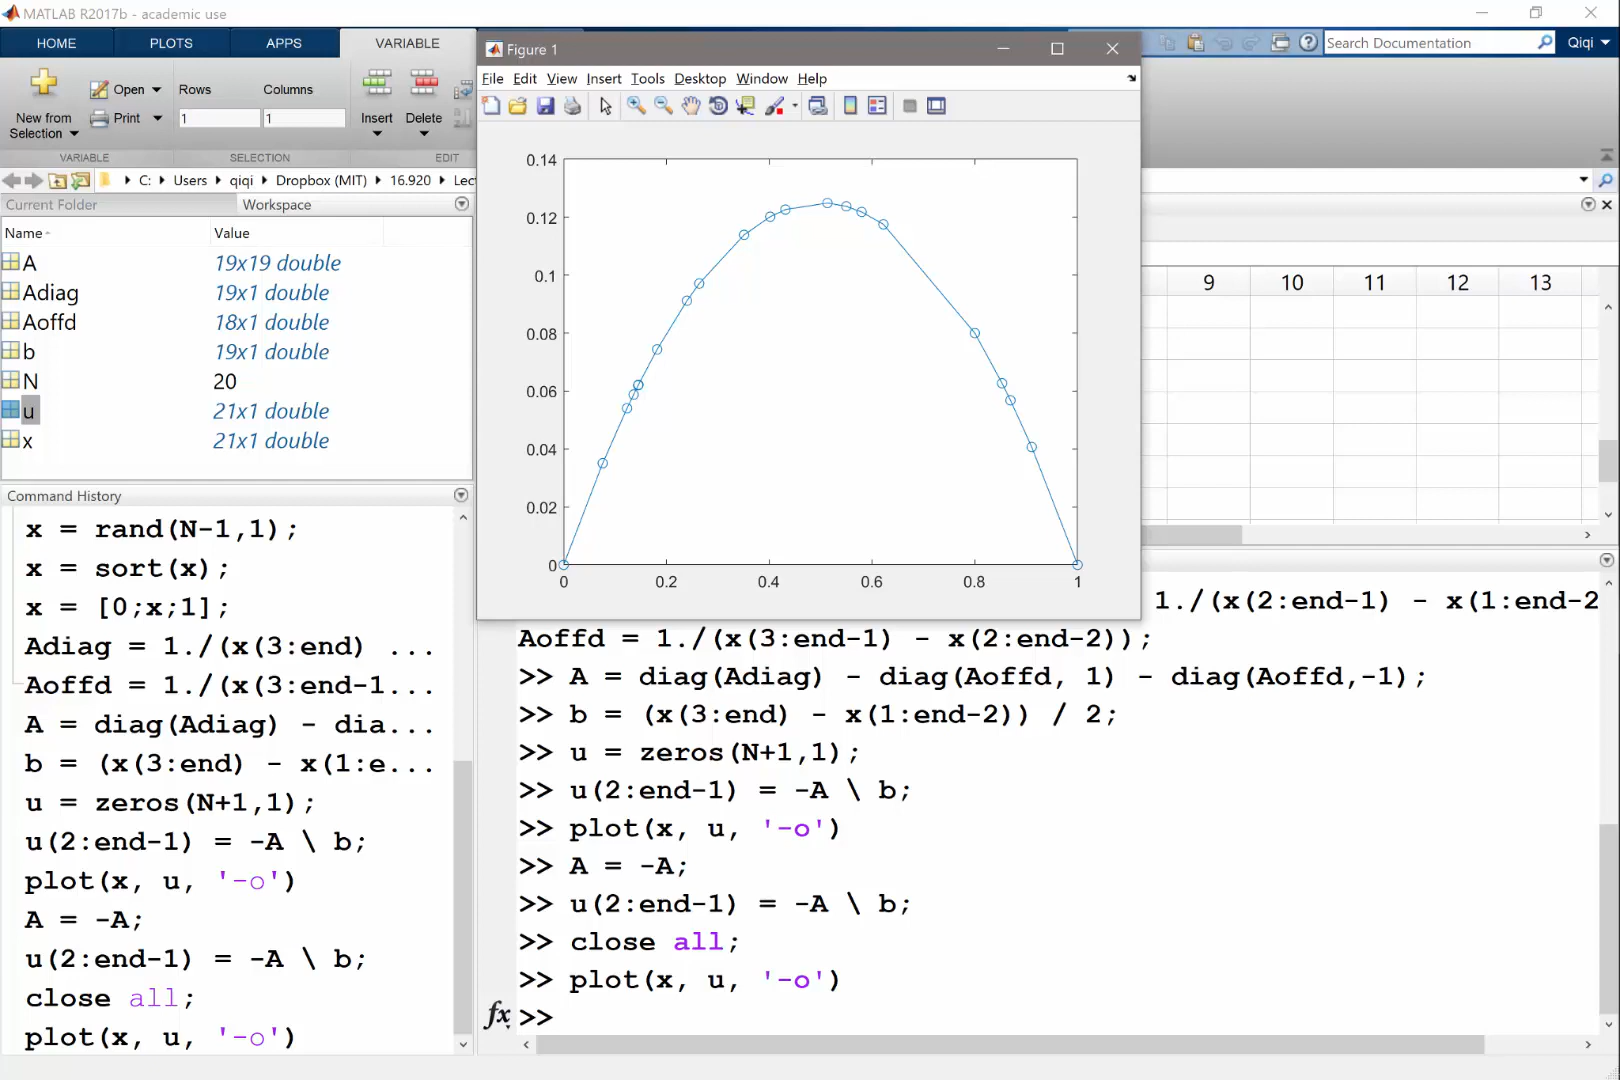 MATLAB R2017b - academic use
HOME
PLOTS
APPS
VARIABLE
Search Documentation
Qiqi
New from
Selection
Open
Print
Rows
Columns
1
1
Insert
Delete
VARIABLE
SELECTION
EDIT
C: Users qiqi Dropbox (MIT) 16.920 Lect
Current Folder
Workspace
Name
Value
A 19x19 double
Adiag 19x1 double
Aoffd 18x1 double
b 19x1 double
N 20
u 21x1 double
x 21x1 double
Command History
x = rand(N-1,1);
x = sort(x);
x = [0;x;1];
Adiag = 1./(x(3:end) ...
Aoffd = 1./(x(3:end-1...
A = diag(Adiag) - dia...
b = (x(3:end) - x(1:e...
u = zeros(N+1,1);
u(2:end-1) = -A \ b;
plot(x, u, '-o')
A = -A;
u(2:end-1) = -A \ b;
close all;
plot(x, u, '-o')
Figure 1
File Edit View Insert Tools Desktop Window Help
0.14
0.12
0.1
0.08
0.06
0.04
0.02
0
0 0.2 0.4 0.6 0.8 1
9 10 11 12 13
1./(x(2:end-1) - x(1:end-2
Aoffd = 1./(x(3:end-1) - x(2:end-2));
>> A = diag(Adiag) - diag(Aoffd, 1) - diag(Aoffd,-1);
>> b = (x(3:end) - x(1:end-2)) / 2;
>> u = zeros(N+1,1);
>> u(2:end-1) = -A \ b;
>> plot(x, u, '-o')
>> A = -A;
>> u(2:end-1) = -A \ b;
>> close all;
>> plot(x, u, '-o')
fx >>